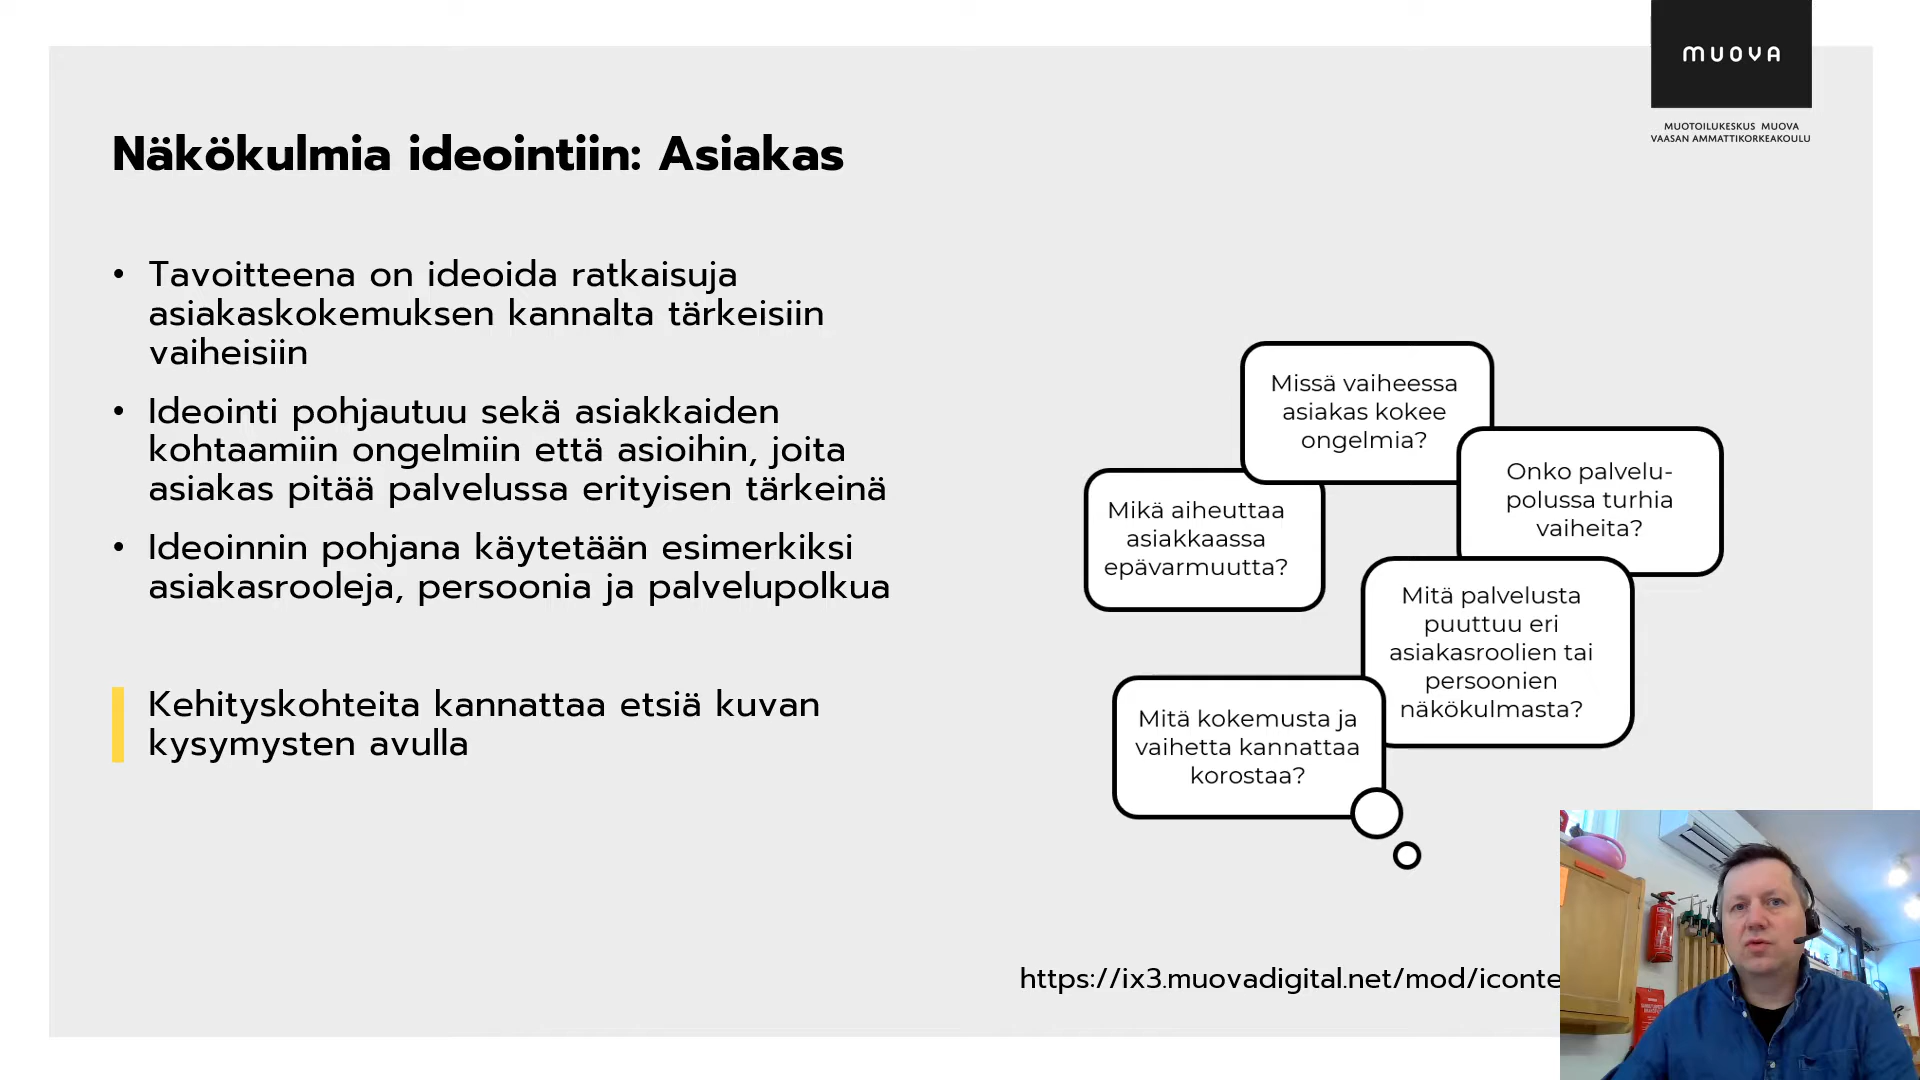 MUOVA
MUOTOILUKESKUS MUOVA
VAASAN AMMATTIKORKEAKOULU
Näkökulmia ideointiin: Asiakas
• Tavoitteena on ideoida ratkaisuja
asiakaskokemuksen kannalta tärkeisiin
vaiheisiin
• Ideointi pohjautuu sekä asiakkaiden
kohtaamiin ongelmiin että asioihin, joita
asiakas pitää palvelussa erityisen tärkeinä
• Ideoinnin pohjana käytetään esimerkiksi
asiakasrooleja, persoonia ja palvelupolkua
Kehityskohteita kannattaa etsiä kuvan
kysymysten avulla
Missä vaiheessa
asiakas kokee
ongelmia?
Onko palvelu-
polussa turhia
vaiheita?
Mikä aiheuttaa
asiakkaassa
epävarmuutta?
Mitä palvelusta
puuttuu eri
asiakasroolien tai
persoonien
näkökulmasta?
Mitä kokemusta ja
vaihetta kannattaa
korostaa?
https://ix3.muovadigital.net/mod/iconte